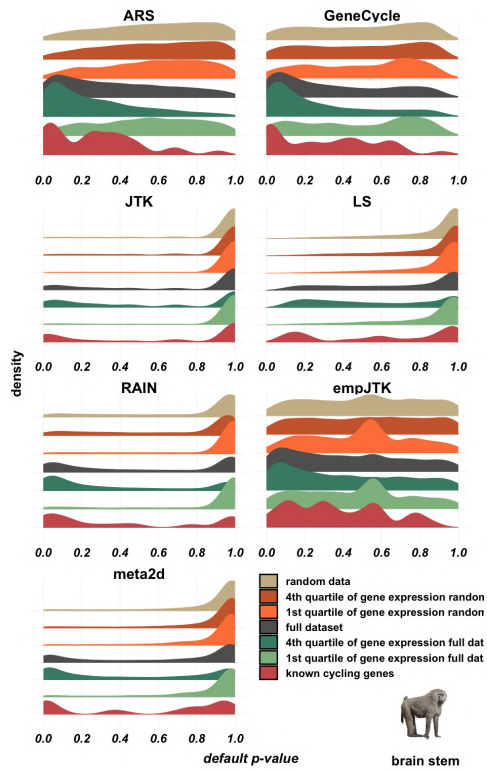 ARS GeneCycle
0.0 0.2 0.4 0.6 0.8 1.0 0.0 0.2 0.4 0.6 0.8 1.0
JTK LS
0.0 0.2 0.4 0.6 0.8 1.0 0.0 0.2 0.4 0.6 0.8 1.0
density
RAIN empJTK
0.0 0.2 0.4 0.6 0.8 1.0 0.0 0.2 0.4 0.6 0.8 1.0
meta2d
random data
4th quartile of gene expression random
1st quartile of gene expression random
full dataset
4th quartile of gene expression full dat
1st quartile of gene expression full dat
known cycling genes
0.0 0.2 0.4 0.6 0.8 1.0
default p-value
brain stem